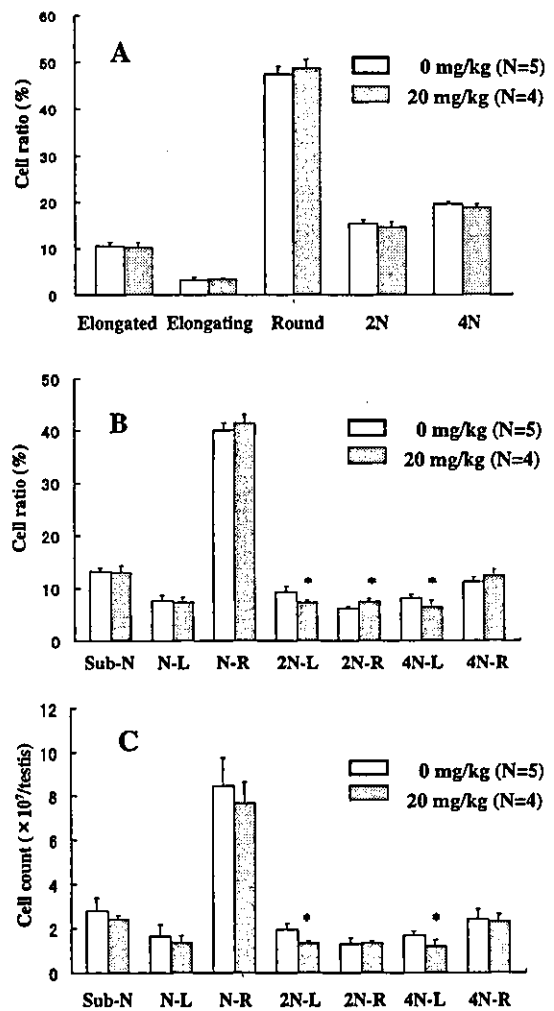 A
0 mg/kg (N=5)
20 mg/kg (N=4)
Cell ratio (%)
60
50
40
30
20
10
0
Elongated Elongating Round 2N 4N
B
0 mg/kg (N=5)
20 mg/kg (N=4)
Cell ratio (%)
50
40
30
20
10
0
* * *
Sub-N N-L N-R 2N-L 2N-R 4N-L 4N-R
C
0 mg/kg (N=5)
20 mg/kg (N=4)
Cell count (×10⁷/testis)
12
10
8
6
4
2
0
* *
Sub-N N-L N-R 2N-L 2N-R 4N-L 4N-R